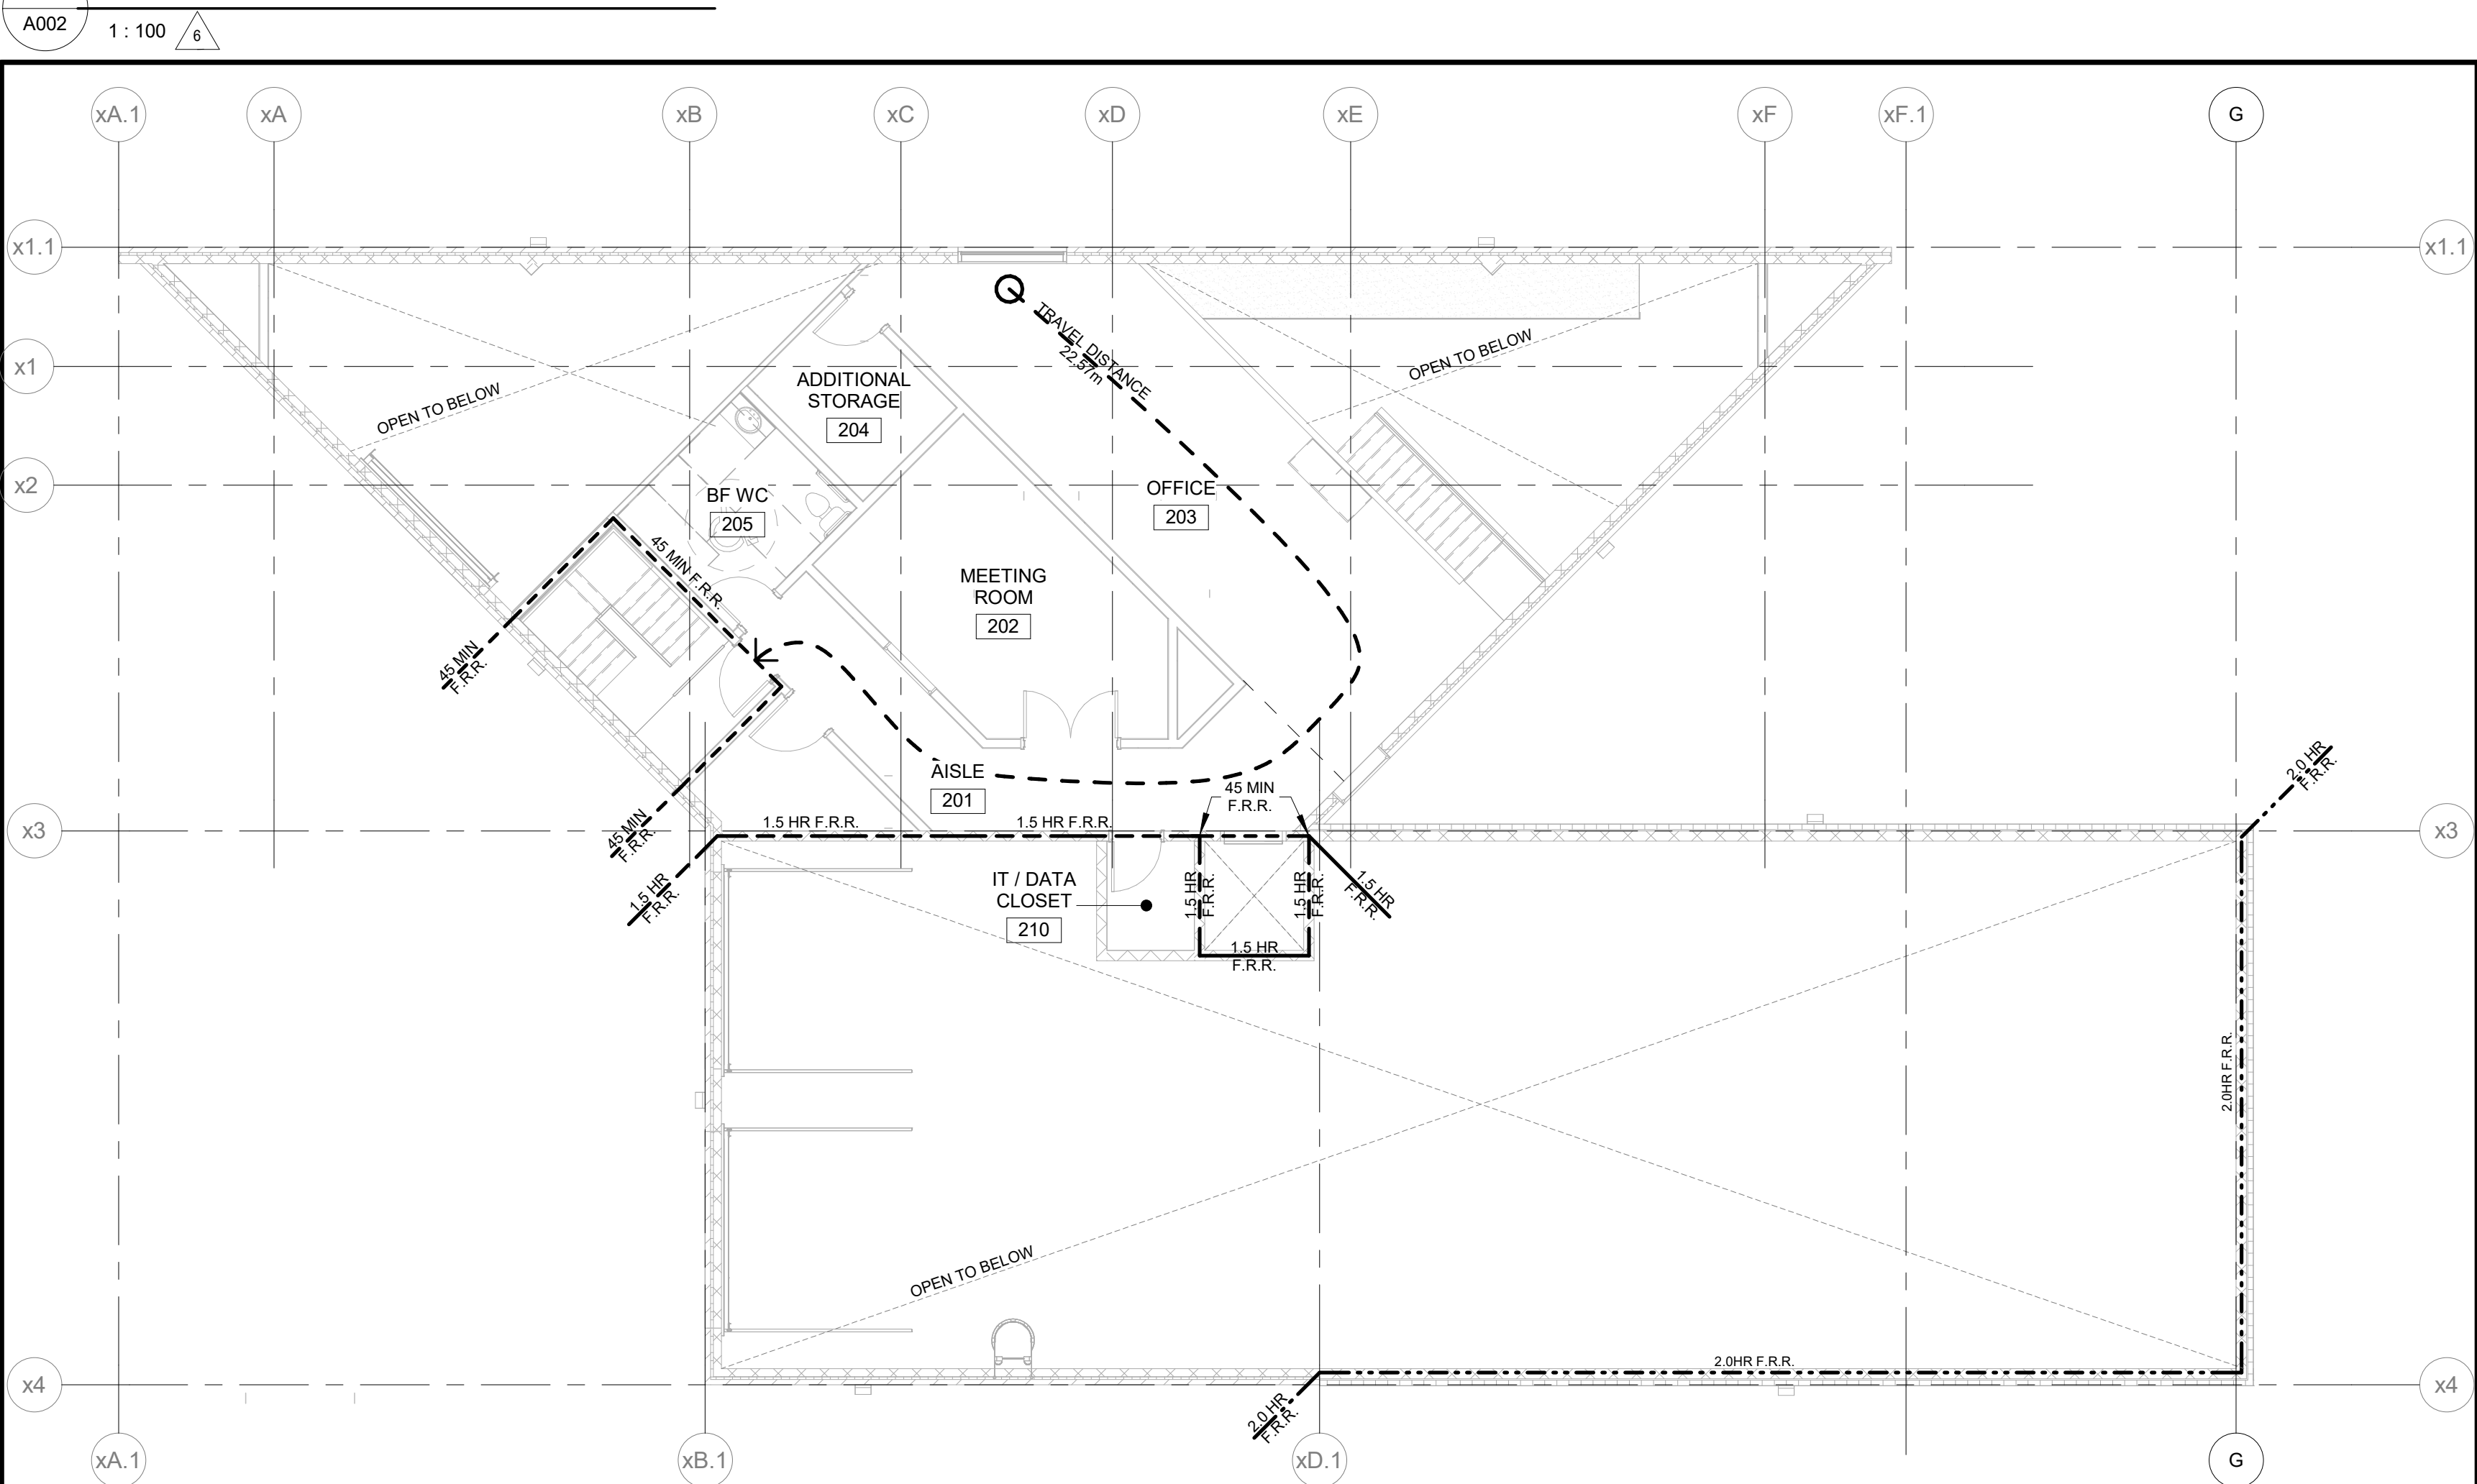 A002
1 : 100
6
xA.1
xA
xB
xC
xD
xE
xF
xF.1
G
x1.1
x1.1
TRAVEL DISTANCE
22.57m
OPEN TO BELOW
x1
ADDITIONAL
STORAGE
204
OPEN TO BELOW
x2
BF WC
205
OFFICE
203
45 MIN F.R.R.
MEETING
ROOM
202
45 MIN
F.R.R.
AISLE
201
45 MIN
F.R.R.
2.0 HR
F.R.R.
x3
45 MIN
F.R.R.
1.5 HR F.R.R.
1.5 HR F.R.R.
x3
1.5 HR
F.R.R.
IT / DATA
CLOSET
210
1.5 HR
F.R.R.
1.5 HR
F.R.R.
1.5 HR
F.R.R.
1.5 HR
F.R.R.
2.0HR F.R.R.
OPEN TO BELOW
2.0HR F.R.R.
x4
x4
2.0 HR
F.R.R.
xA.1
xB.1
xD.1
G